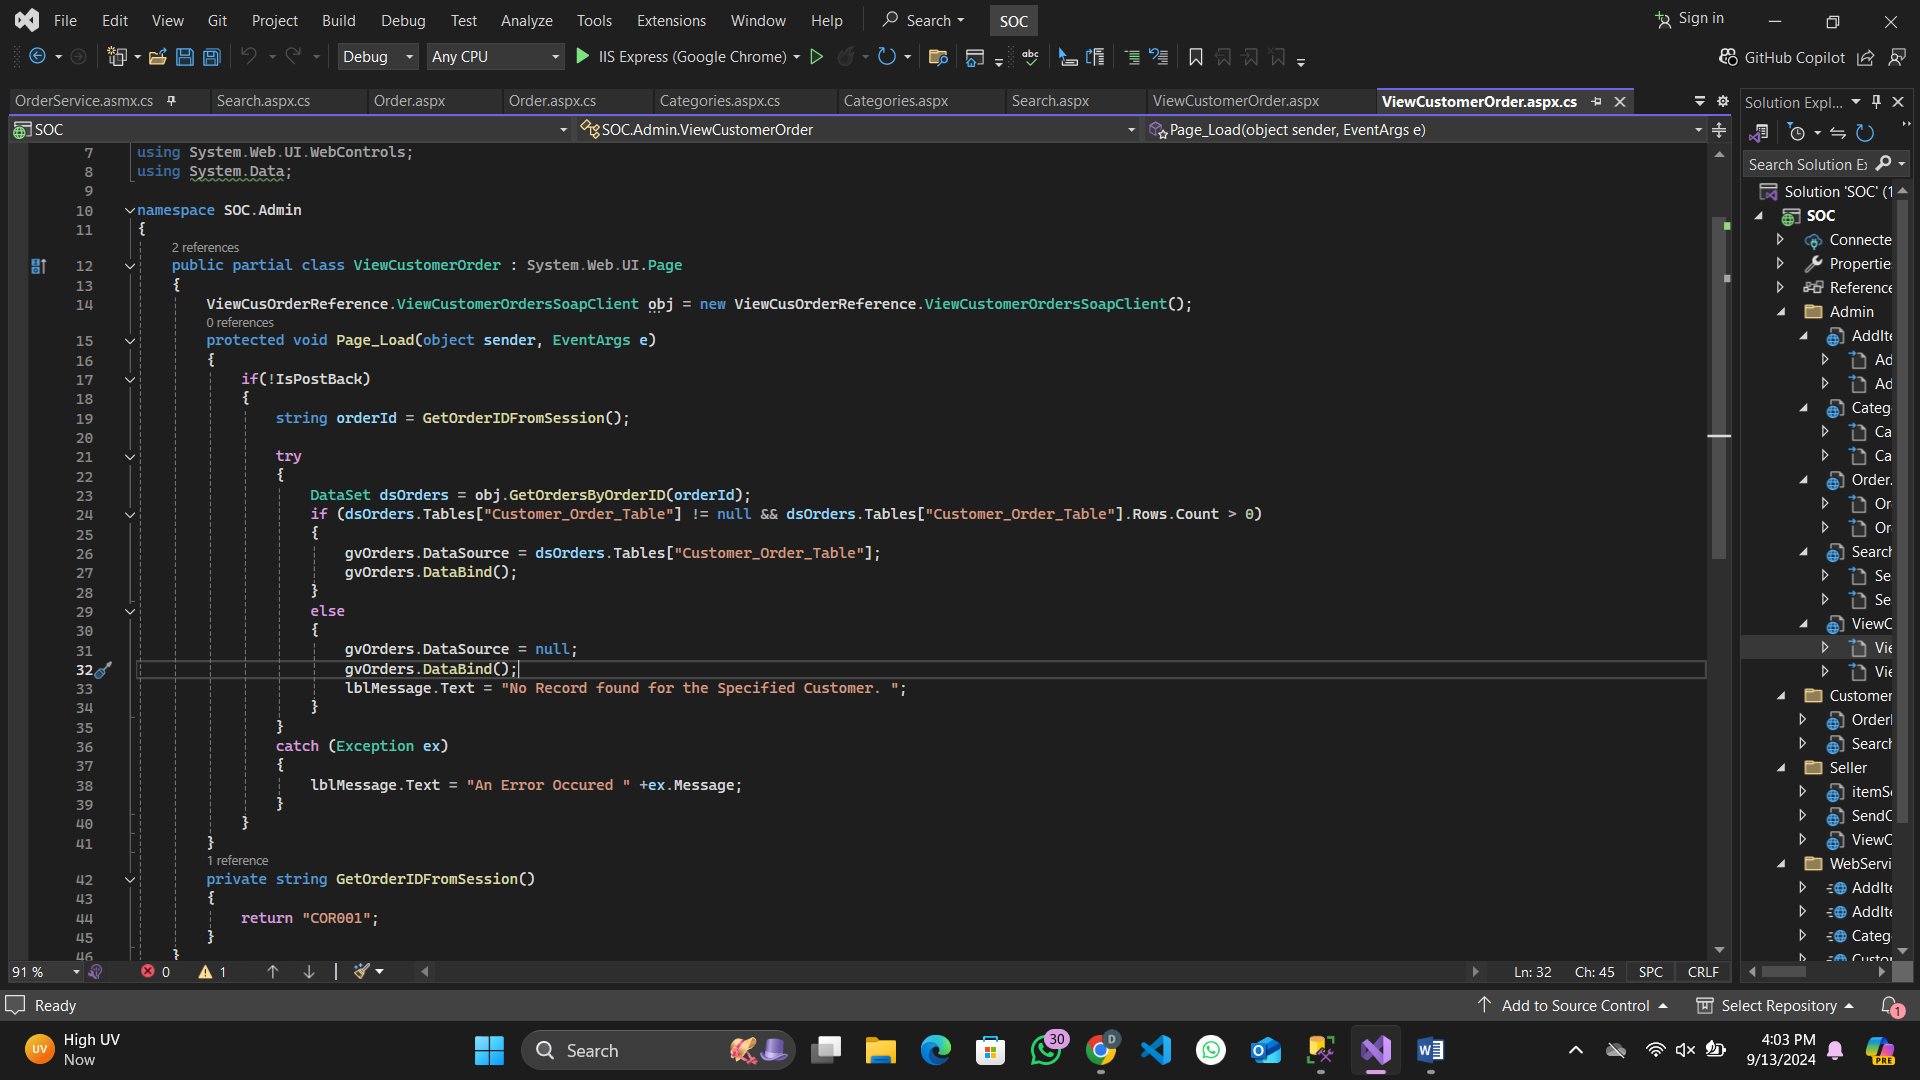 File Edit View Git Project Build Debug Test Analyze Tools Extensions Window Help Search SOC Sign in
Debug Any CPU IIS Express (Google Chrome) GitHub Copilot
OrderService.asmx.cs Search.aspx.cs Order.aspx Order.aspx.cs Categories.aspx.cs Categories.aspx Search.aspx ViewCustomerOrder.aspx ViewCustomerOrder.aspx.cs
SOC SOC.Admin.ViewCustomerOrder Page_Load(object sender, EventArgs e)
7 using System.Web.UI.WebControls;
8 using System.Data;
9
10 namespace SOC.Admin
11 {
2 references
12 public partial class ViewCustomerOrder : System.Web.UI.Page
13 {
14 ViewCusOrderReference.ViewCustomerOrdersSoapClient obj = new ViewCusOrderReference.ViewCustomerOrdersSoapClient();
0 references
15 protected void Page_Load(object sender, EventArgs e)
16 {
17 if(!IsPostBack)
18 {
19 string orderId = GetOrderIDFromSession();
20
21 try
22 {
23 DataSet dsOrders = obj.GetOrdersByOrderID(orderId);
24 if (dsOrders.Tables["Customer_Order_Table"] != null && dsOrders.Tables["Customer_Order_Table"].Rows.Count > 0)
25 {
26 gvOrders.DataSource = dsOrders.Tables["Customer_Order_Table"];
27 gvOrders.DataBind();
28 }
29 else
30 {
31 gvOrders.DataSource = null;
32 gvOrders.DataBind();
33 lblMessage.Text = "No Record found for the Specified Customer. ";
34 }
35 }
36 catch (Exception ex)
37 {
38 lblMessage.Text = "An Error Occured " +ex.Message;
39 }
40 }
41 }
1 reference
42 private string GetOrderIDFromSession()
43 {
44 return "COR001";
45 }
46 }
91 % 0 1 Ln: 32 Ch: 45 SPC CRLF
Solution Expl...
Search Solution Ex
Solution 'SOC' (1
SOC
Connecte
Propertie
Reference
Admin
AddIte
Ad
Ad
Categ
Ca
Ca
Order.
Or
Or
Search
Se
Se
ViewC
Vie
Vie
Customer
OrderI
Search
Seller
itemSe
SendC
ViewC
WebServi
AddIte
AddIte
Categ
Custo
Ready Add to Source Control Select Repository 1
UV High UV
Now
Search 30 D PRE
4:03 PM
9/13/2024